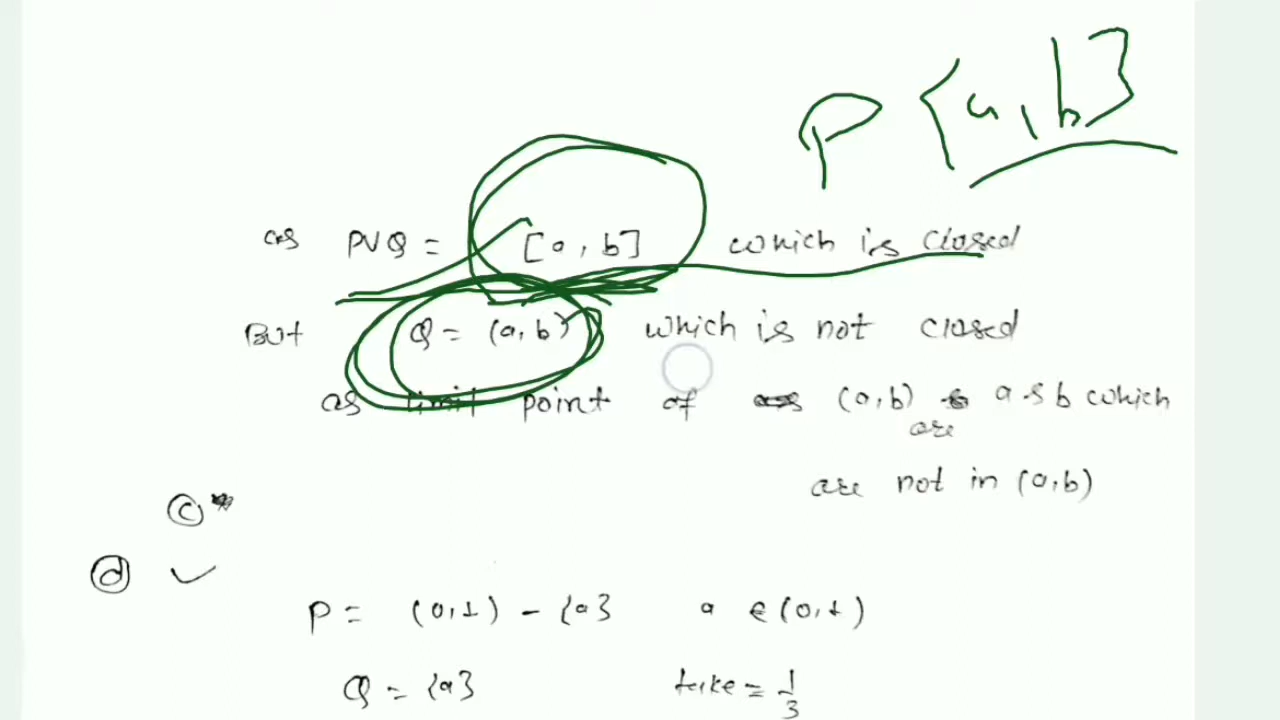 P {a, b}
as PUQ = [a, b] which is closed
But Q = (a, b) which is not closed
as limit point of (a,b) a & b which
are
are not in (a,b)
(c)
(d) ✓
P = (0,1) - {a} a ∈ (0,1)
Q = {a} take = 1/3